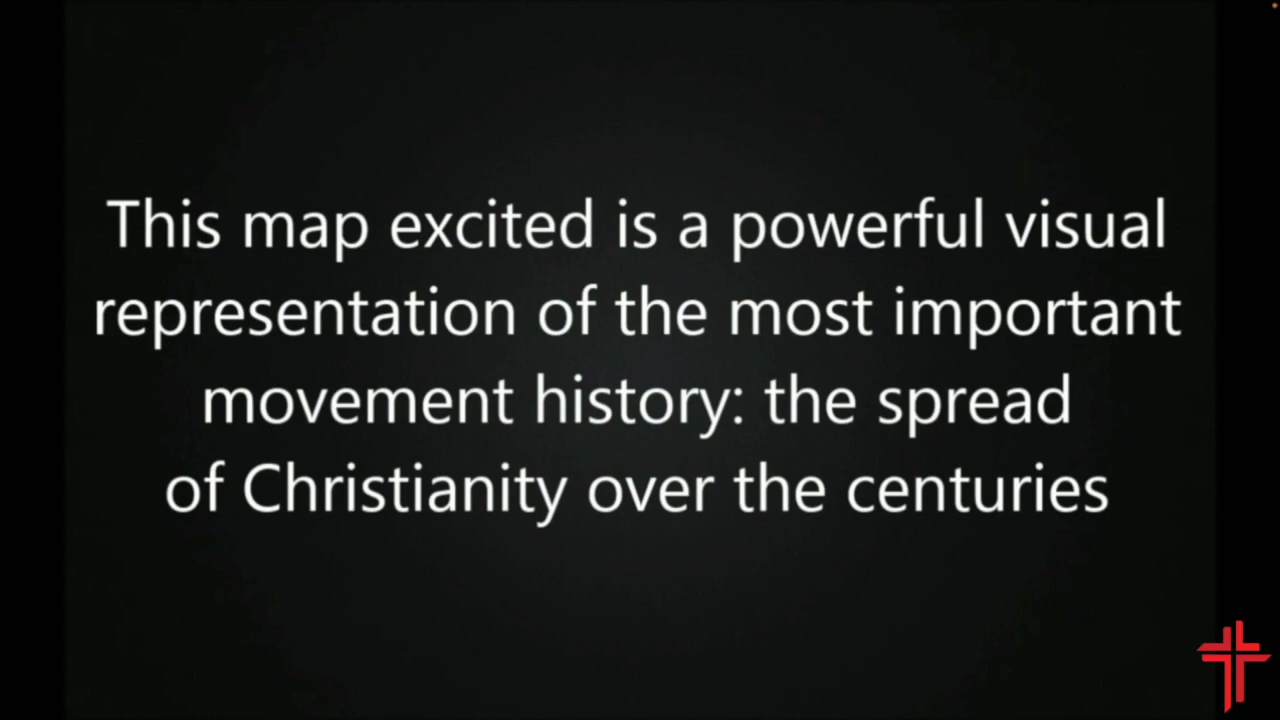 This map excited is a powerful visual
representation of the most important
movement history: the spread
of Christianity over the centuries